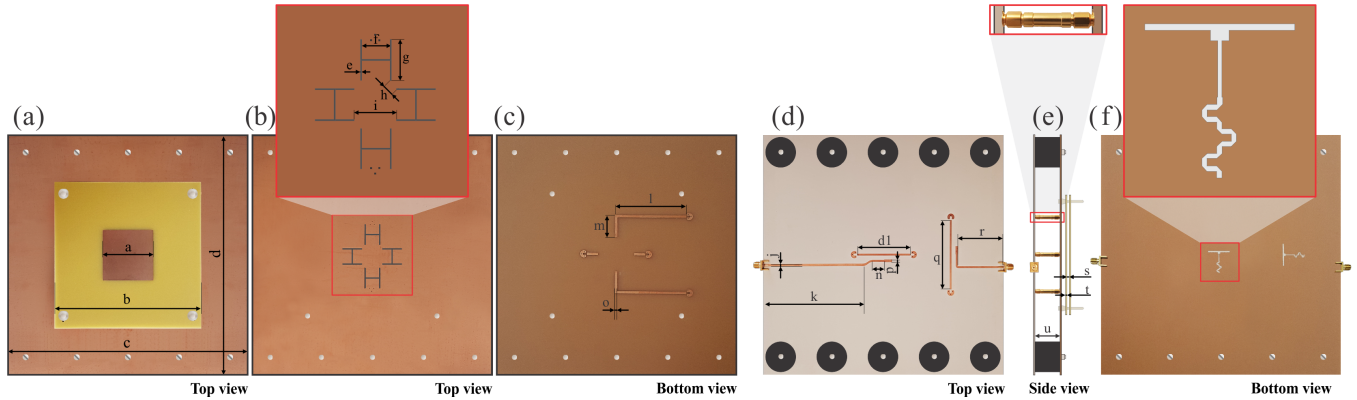 (a)
a
b
c
d
Top view
(b)
f
e
g
h
i
Top view
(c)
l
m
o
Bottom view
(d)
j
d1
n
p
q
r
k
Top view
(e)
s
t
u
Side view
(f)
Bottom view